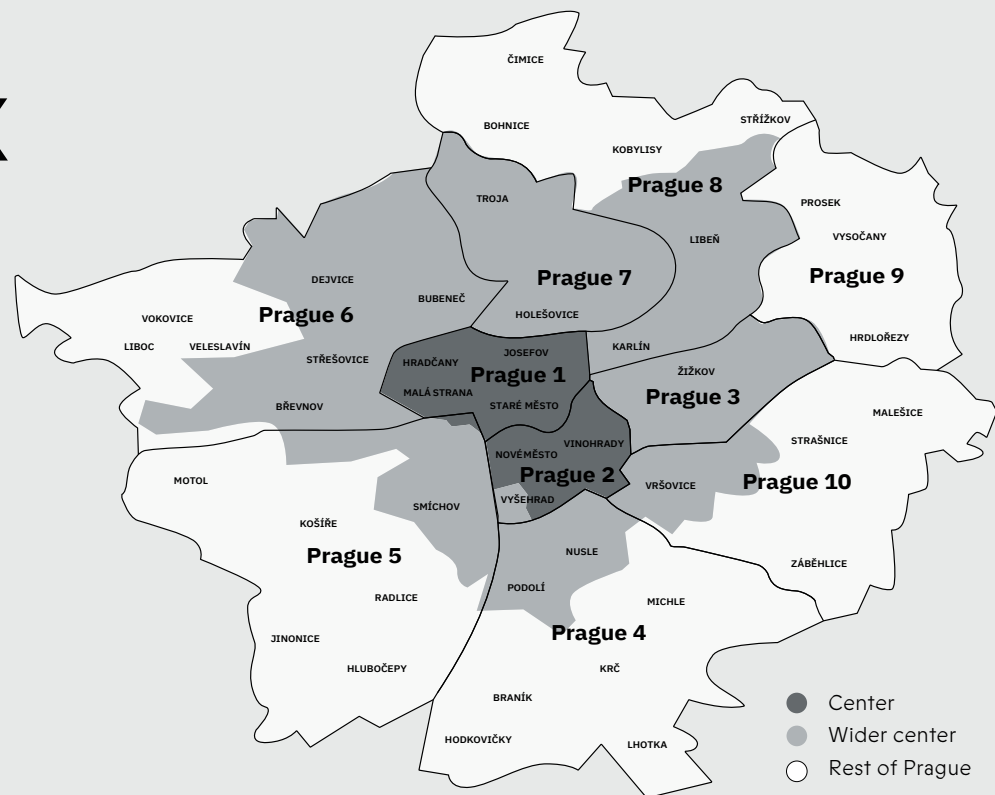 ČIMICE
STŘÍŽKOV
BOHNICE
KOBYLISY
Prague 8
TROJA
PROSEK
VYSOČANY
LIBEŇ
Prague 9
Prague 7
DEJVICE
BUBENEČ
Prague 6
HOLEŠOVICE
VOKOVICE
HRDLOŘEZY
LIBOC
VELESLAVÍN
KARLÍN
JOSEFOV
STŘEŠOVICE
HRADČANY
ŽIŽKOV
Prague 1
MALÁ STRANA
Prague 3
STARÉ MĚSTO
BŘEVNOV
MALEŠICE
STRAŠNICE
VINOHRADY
NOVÉ MĚSTO
Prague 2
MOTOL
Prague 10
VRŠOVICE
VYŠEHRAD
SMÍCHOV
KOŠÍŘE
Prague 5
NUSLE
ZÁBĚHLICE
PODOLÍ
RADLICE
MICHLE
Prague 4
JINONICE
HLUBOČEPY
KRČ
BRANÍK
HODKOVIČKY
LHOTKA
Center
Wider center
Rest of Prague